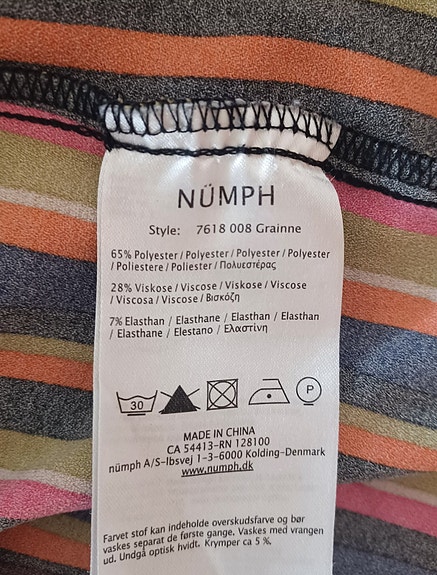 NÜMPH
Style: 7618 008 Grainne
65% Polyester / Polyester / Polyester / Polyester
/ Poliestere / Poliester / Πολυεστέρας
28% Viskose / Viscose / Viskose / Viscose
/ Viscosa / Viscose / Βισκόζη
7% Elasthan / Elasthane / Elasthan / Elasthan
/ Elasthane / Elestano / Ελαστίνη
30
P
MADE IN CHINA
CA 54413-RN 128100
nümph A/S-Ibsvej 1-3-6000 Kolding-Denmark
www.numph.dk
Farvet stof kan indeholde overskudsfarve og bør
vaskes separat de første gange. Vaskes med vrangen
ud. Undgå optisk hvidt. Krymper ca 5 %.